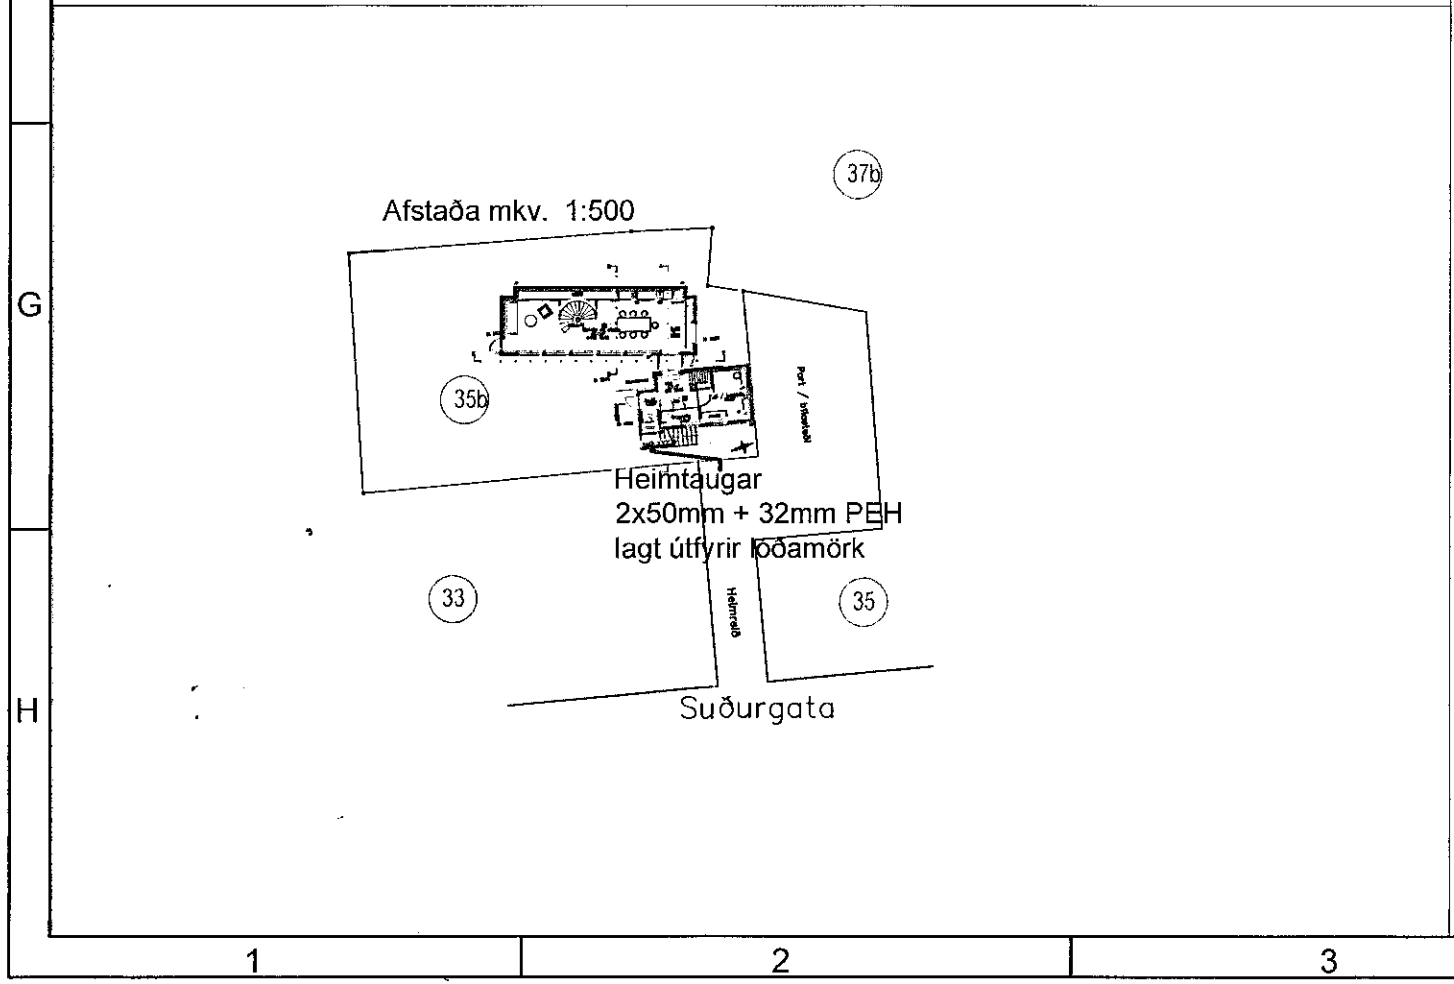 37b
Afstaða mkv. 1:500
G
35b
Port / bílastæði
Heimtaugar
2x50mm + 32mm PEH
lagt útfyrir lóðamörk
33
Heimreið
35
H
Suðurgata
1 2 3